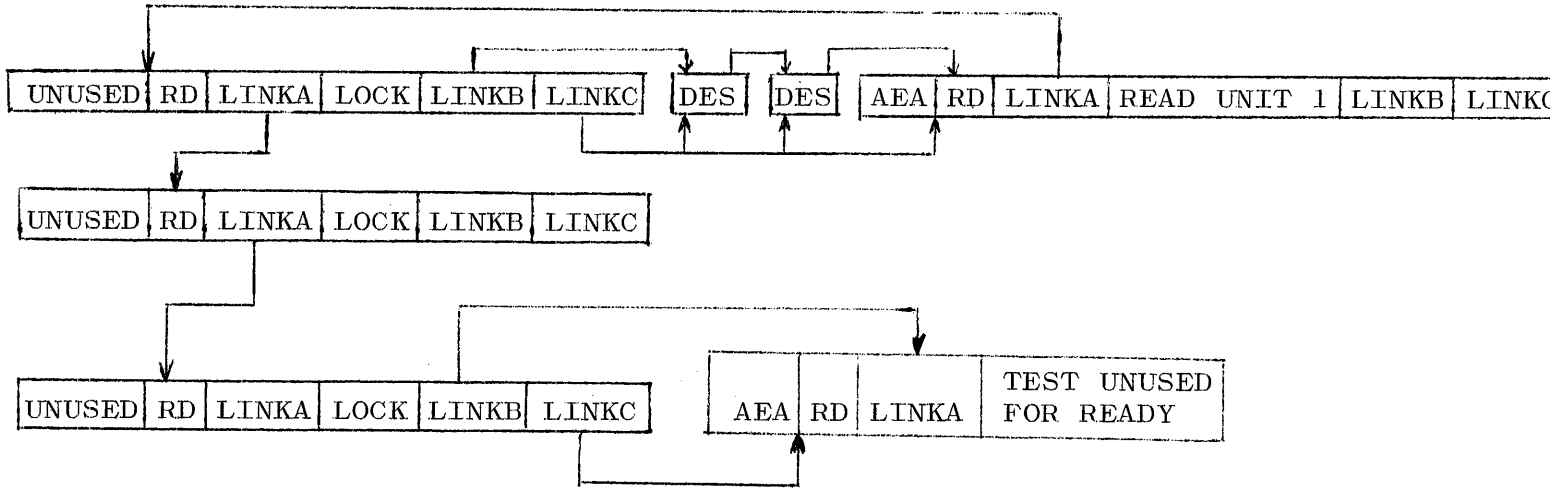 UNUSED RD LINKA LOCK LINKB LINKC DES DES AEA RD LINKA READ UNIT 1 LINKB LINKC
UNUSED RD LINKA LOCK LINKB LINKC
UNUSED RD LINKA LOCK LINKB LINKC AEA RD LINKA TEST UNUSED
FOR READY